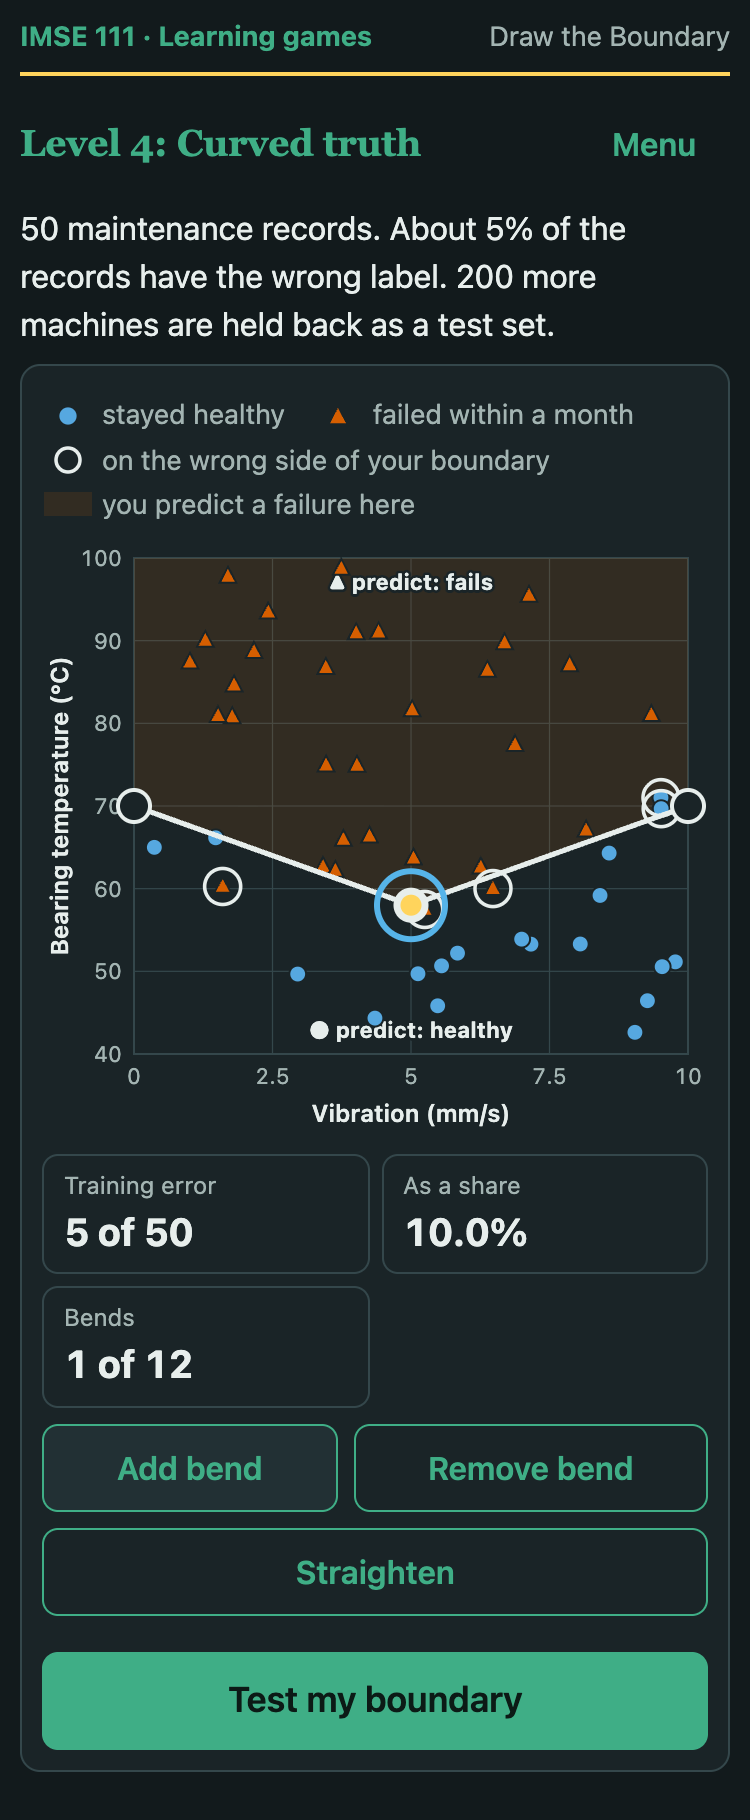 IMSE 111 · Learning games
Draw the Boundary
Level 4: Curved truth
Menu
50 maintenance records. About 5% of the
records have the wrong label. 200 more
machines are held back as a test set.
stayed healthy
failed within a month
on the wrong side of your boundary
you predict a failure here
100
90
80
70
60
50
40
Bearing temperature (°C)
predict: fails
predict: healthy
0
2.5
5
7.5
10
Vibration (mm/s)
Training error
5 of 50
As a share
10.0%
Bends
1 of 12
Add bend
Remove bend
Straighten
Test my boundary